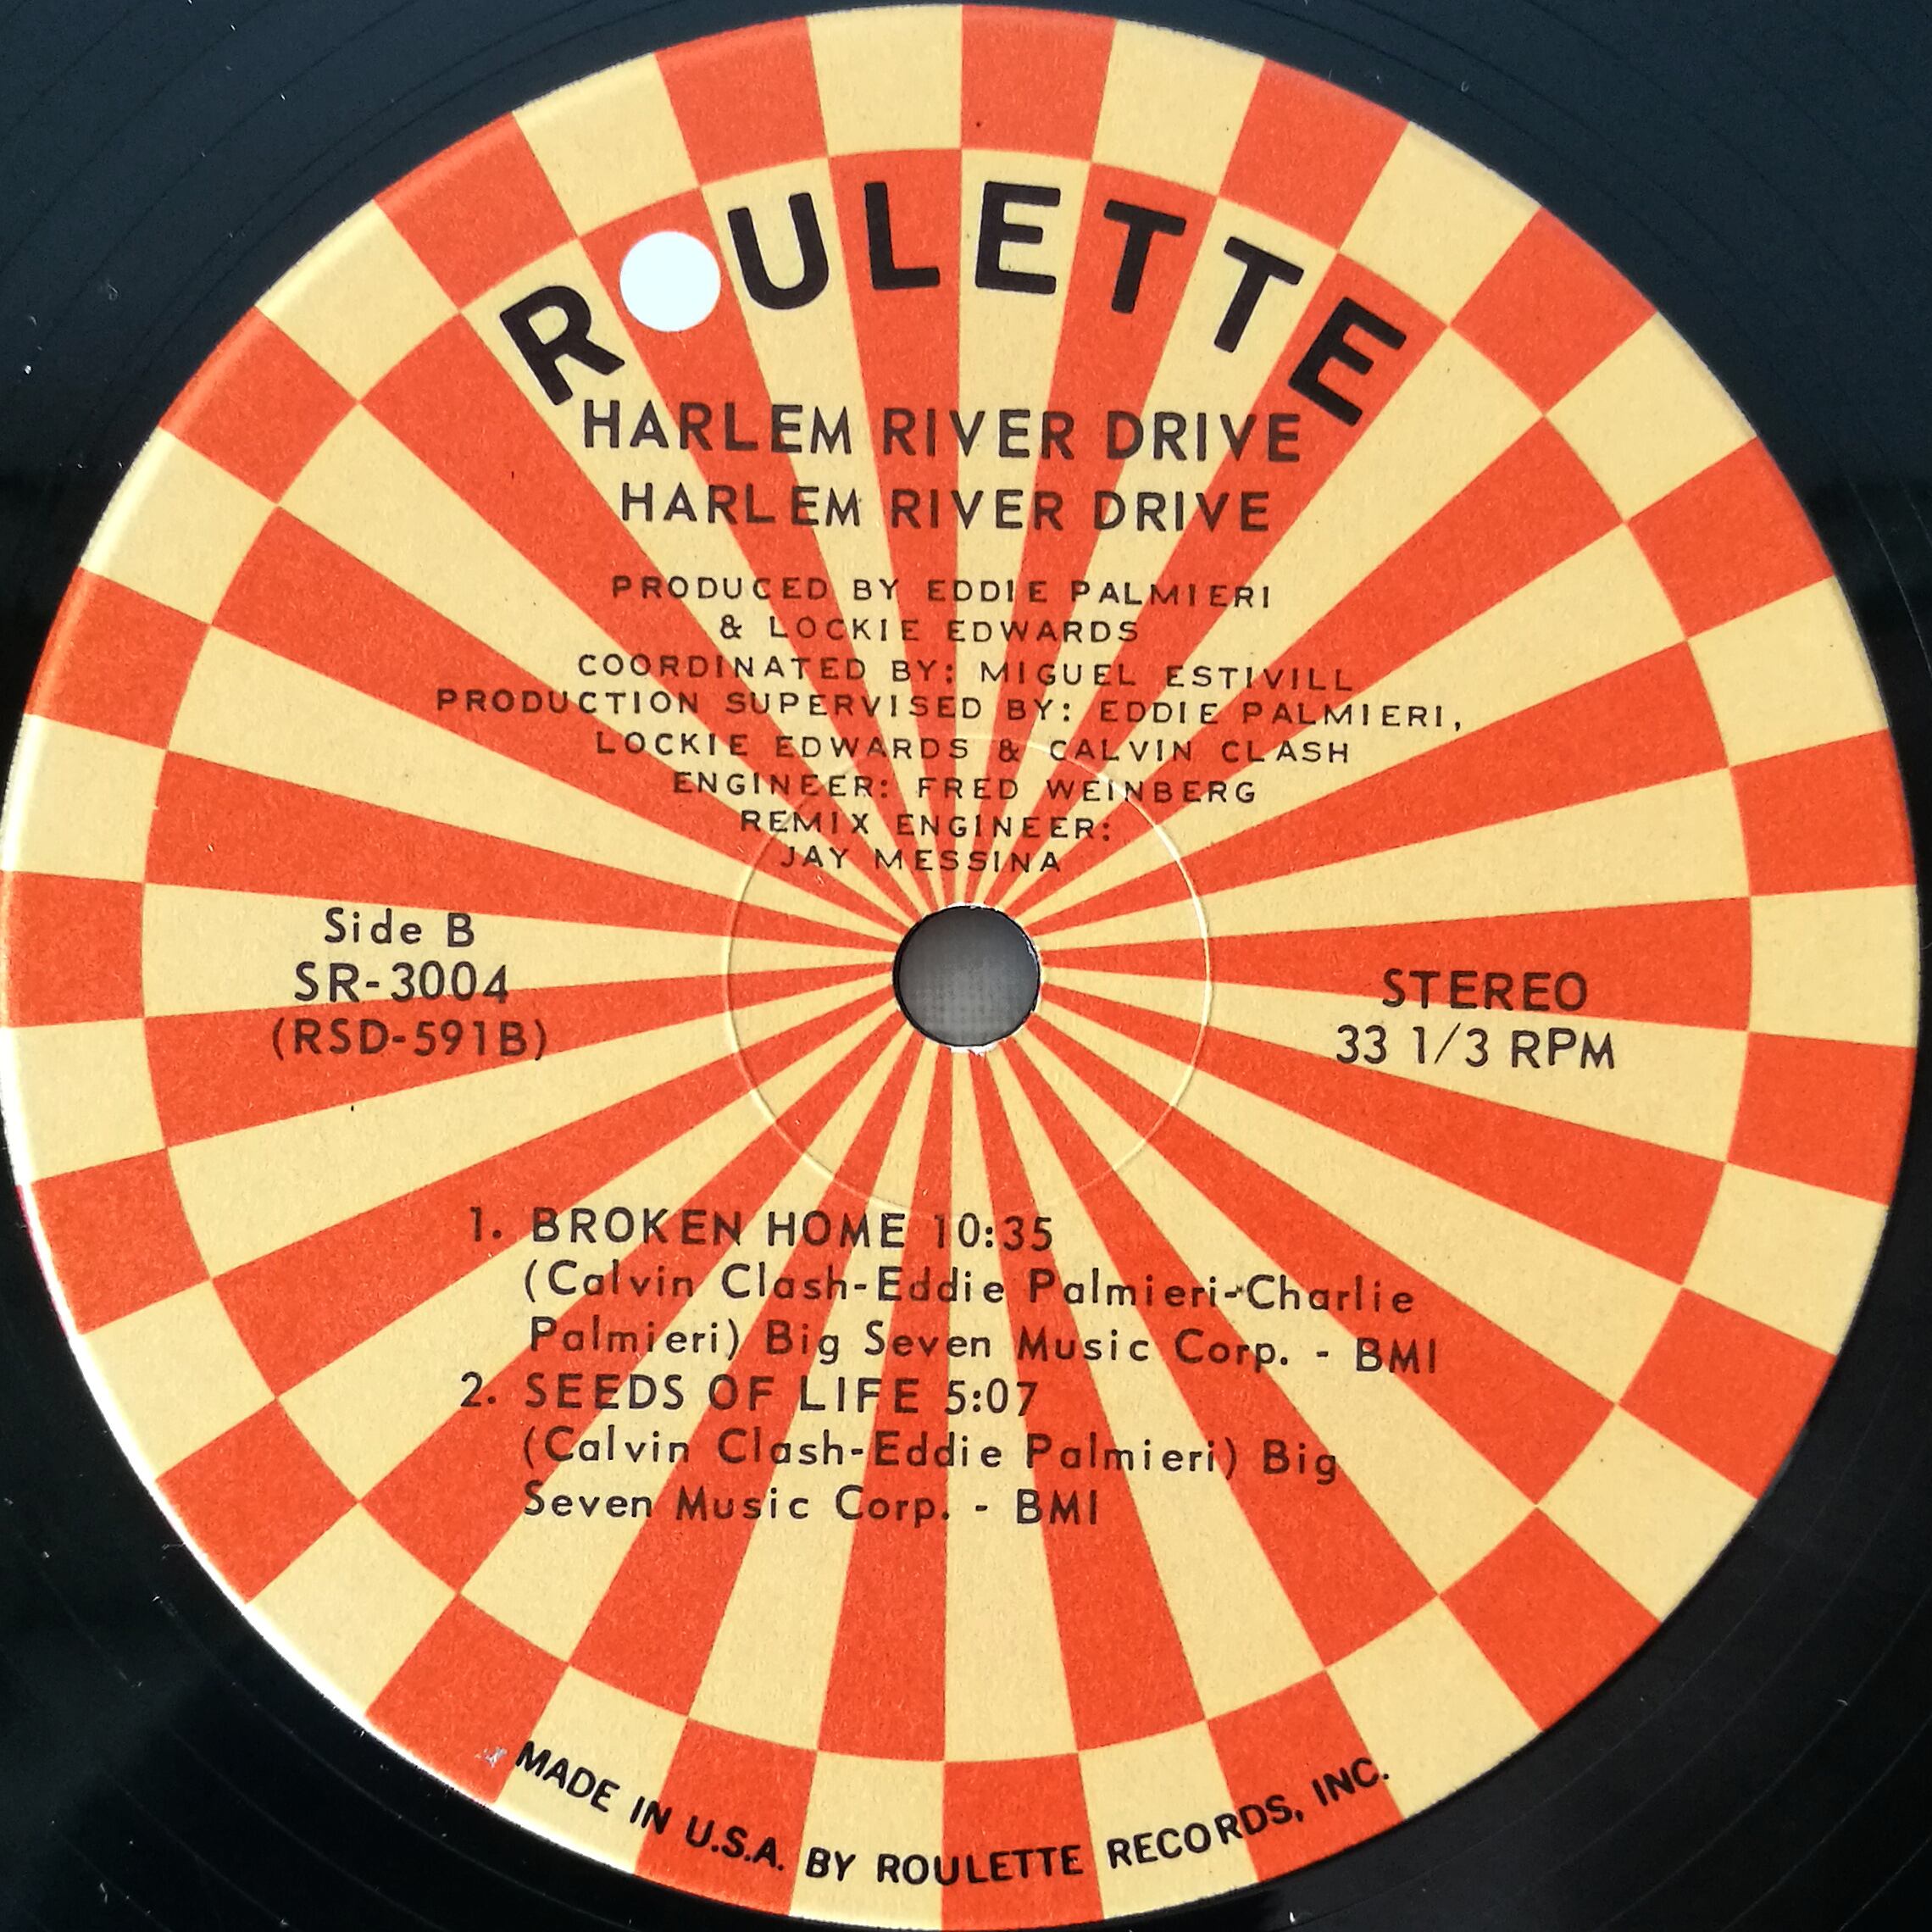 ROULETTE
HARLEM RIVER DRIVE
HARLEM RIVER DRIVE
PRODUCED BY EDDIE PALMIERI
& LOCKIE EDWARDS
COORDINATED BY: MIGUEL ESTIVILL
PRODUCTION SUPERVISED BY: EDDIE PALMIERI,
LOCKIE EDWARDS & CALVIN CLASH
ENGINEER: FRED WEINBERG
REMIX ENGINEER:
JAY MESSINA
Side B
SR-3004
(RSD-591B)
STEREO
33 1/3 RPM
1. BROKEN HOME 10:35
(Calvin Clash-Eddie Palmieri-Charlie
Palmieri) Big Seven Music Corp. - BMI
2. SEEDS OF LIFE 5:07
(Calvin Clash-Eddie Palmieri) Big
Seven Music Corp. - BMI
MADE IN U.S.A. BY ROULETTE RECORDS, INC.